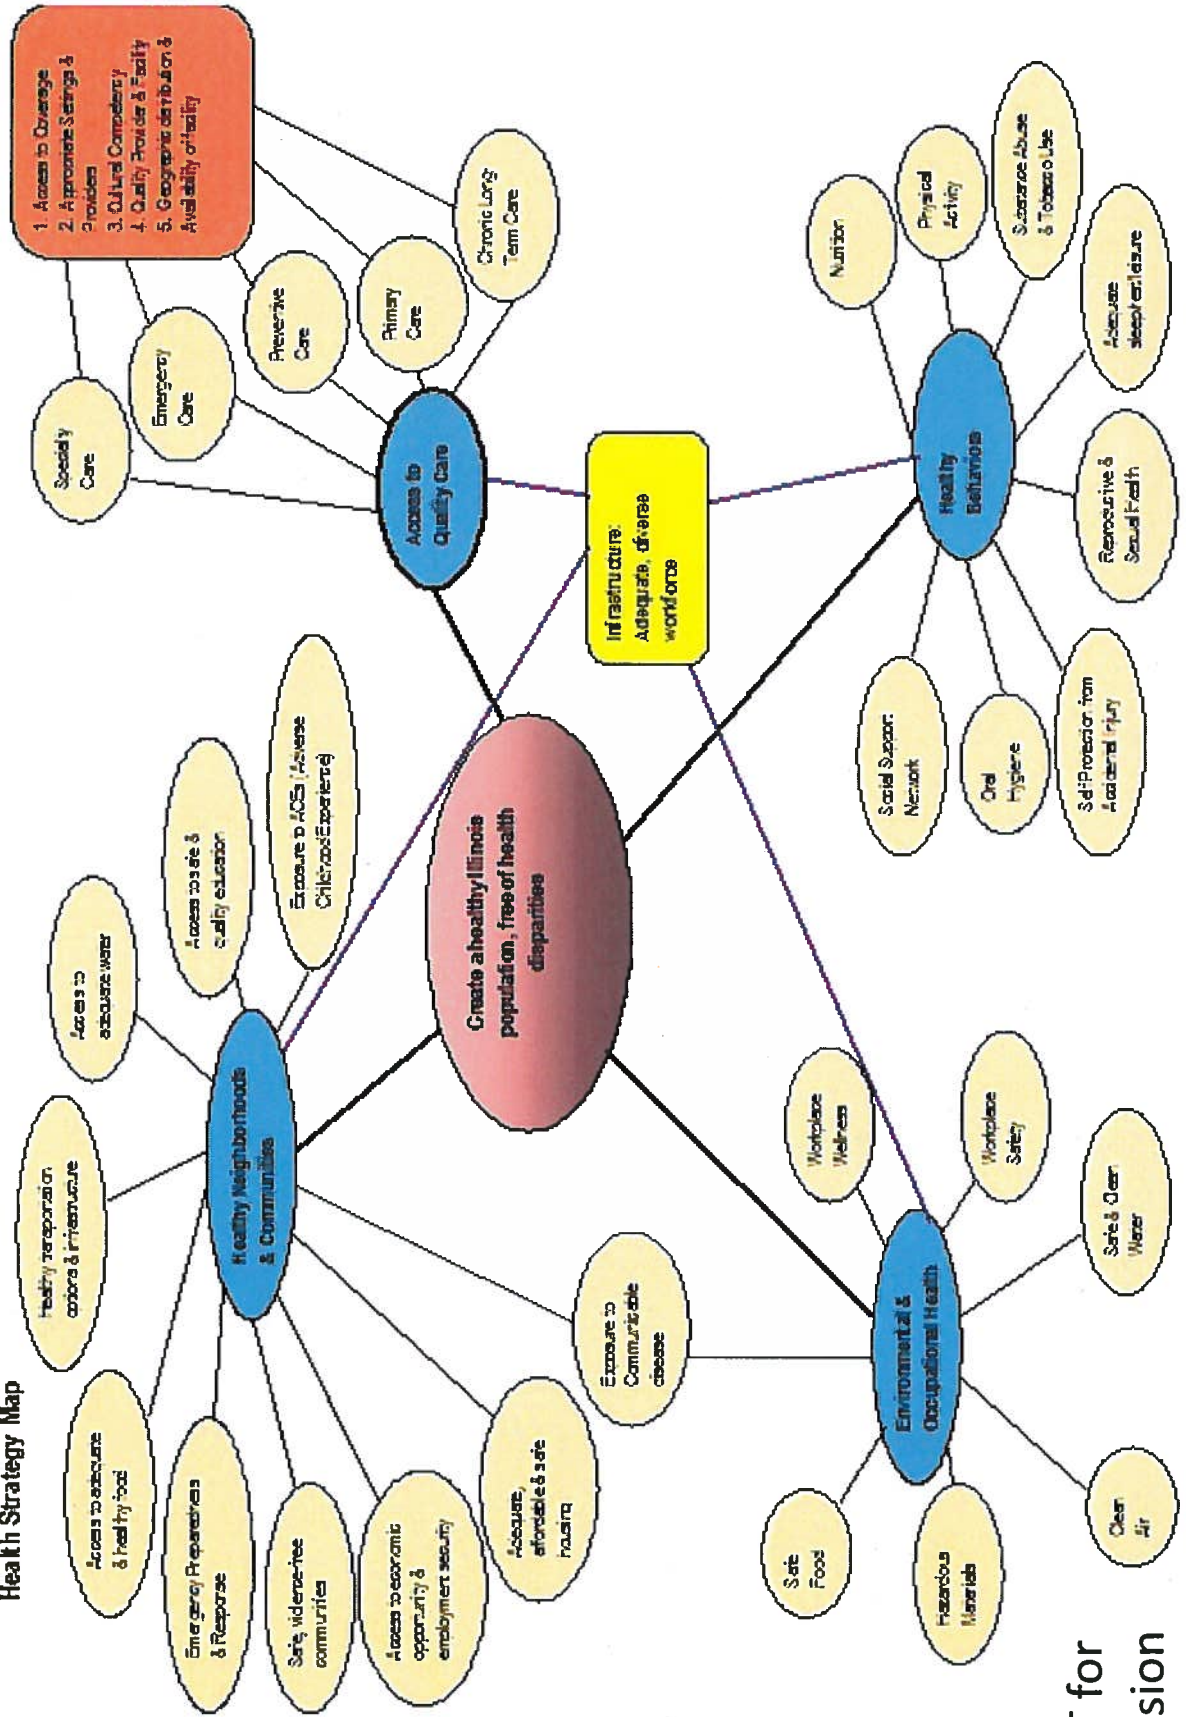 Health Strategy Map
Access to adequate
& healthy food
Healthy transportation
options & infrastructure
Access to
adequate water
Access to safe &
quality education
Exposure to ACEs (Adverse
Childhood Experience)
Healthy Neighborhoods
& Communities
Emergency Preparedness
& Response
Safe, violence-free
communities
Access to economic
opportunity &
employment security
Adequate,
affordable & safe
housing
Exposure to
Communicable
disease
Specialty
Care
Emergency
Care
Preventive
Care
Primary
Care
Chronic Long
Term Care
1. Access to Coverage
2. Appropriate Settings &
Providers
3. Cultural Competency
4. Quality Provider & Facility
5. Geographic distribution &
Availability of facility
Access to
Quality Care
Create a healthy Illinois
population, free of health
disparities
Infrastructure:
Adequate, diverse
workforce
Safe
Food
Hazardous
Materials
Clean
Air
Environmental &
Occupational Health
Workplace
Wellness
Workplace
Safety
Safe & Clean
Water
Social Support
Network
Oral
Hygiene
Self Protection from
Accidental Injury
Healthy
Behaviors
Nutrition
Physical
Activity
Substance Abuse
& Tobacco Use
Adequate
Reproductive &
Sexual Health
for
sion